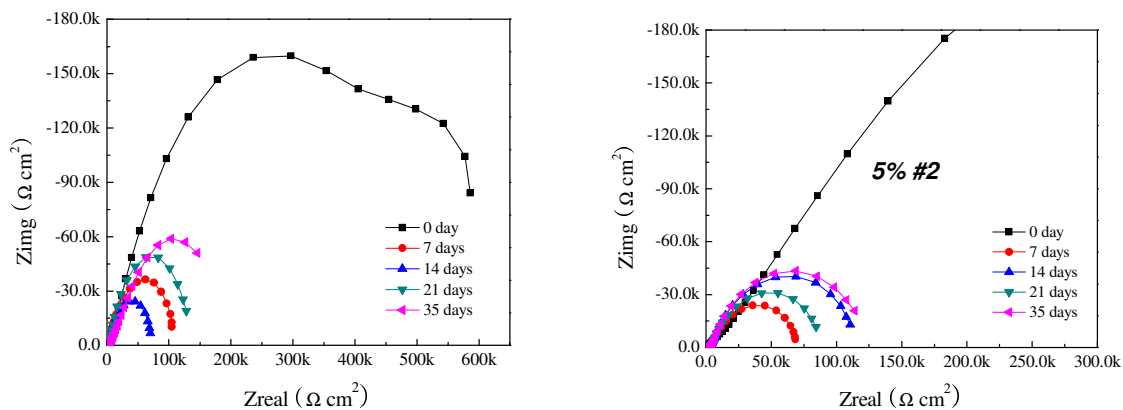 -180.0k
-150.0k
-120.0k
-90.0k
-60.0k
-30.0k
0.0
Zimg ( Ω cm2 )
0 100k 200k 300k 400k 500k 600k
Zreal ( Ω cm2 )
0 day
7 days
14 days
21 days
35 days
-180.0k
-150.0k
-120.0k
-90.0k
-60.0k
-30.0k
0.0
Zimg ( Ω cm2 )
0.0 50.0k 100.0k 150.0k 200.0k 250.0k 300.0k
Zreal ( Ω cm2 )
5% #2
0 day
7 days
14 days
21 days
35 days